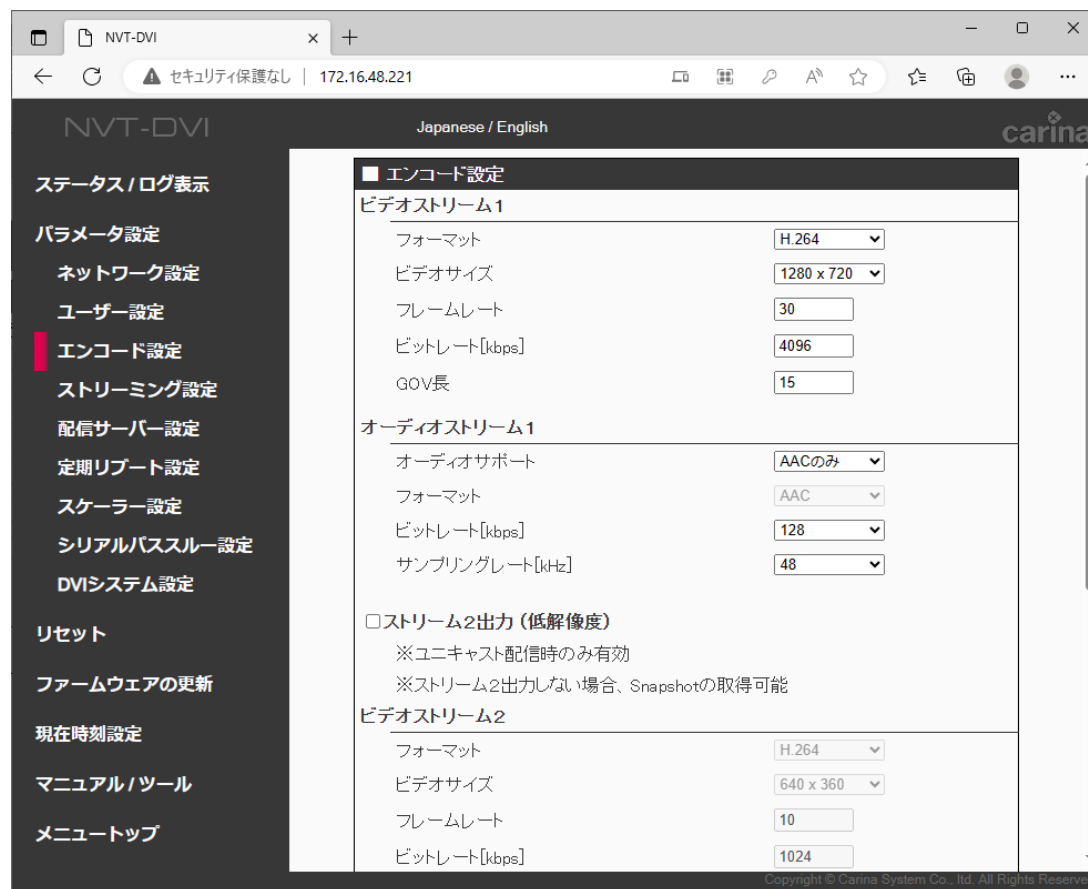 NVT-DVI
セキュリティ保護なし
172.16.48.221
NVT-DVI
Japanese / English
carina
ステータス / ログ表示
パラメータ設定
ネットワーク設定
ユーザー設定
エンコード設定
ストリーミング設定
配信サーバー設定
定期リブート設定
スケーラー設定
シリアルパススルー設定
DVIシステム設定
リセット
ファームウェアの更新
現在時刻設定
マニュアル / ツール
メニュートップ
エンコード設定
ビデオストリーム1
フォーマット H.264
ビデオサイズ 1280 x 720
フレームレート 30
ビットレート[kbps] 4096
GOV長 15
オーディオストリーム1
オーディオサポート AACのみ
フォーマット AAC
ビットレート[kbps] 128
サンプリングレート[kHz] 48
ストリーム2出力 (低解像度)
※ユニキャスト配信時のみ有効
※ストリーム2出力しない場合、Snapshotの取得可能
ビデオストリーム2
フォーマット H.264
ビデオサイズ 640 x 360
フレームレート 10
ビットレート[kbps] 1024
Copyright © Carina System Co., ltd. All Rights Reserve